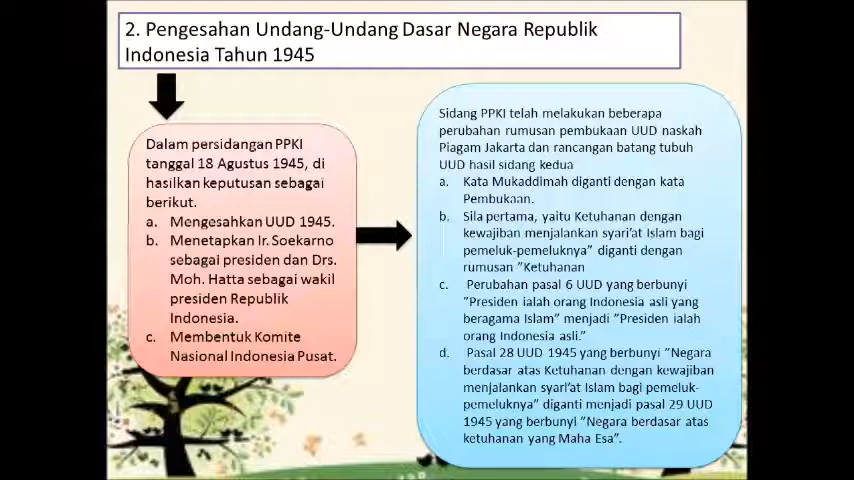 2. Pengesahan Undang-Undang Dasar Negara Republik
Indonesia Tahun 1945
Dalam persidangan PPKI
tanggal 18 Agustus 1945, di
hasilkan keputusan sebagai
berikut.
a. Mengesahkan UUD 1945.
b. Menetapkan Ir. Soekarno
sebagai presiden dan Drs.
Moh. Hatta sebagai wakil
presiden Republik
Indonesia.
c. Membentuk Komite
Nasional Indonesia Pusat.
Sidang PPKI telah melakukan beberapa
perubahan rumusan pembukaan UUD naskah
Piagam Jakarta dan rancangan batang tubuh
UUD hasil sidang kedua
a. Kata Mukaddimah diganti dengan kata
Pembukaan.
b. Sila pertama, yaitu Ketuhanan dengan
kewajiban menjalankan syari'at Islam bagi
pemeluk-pemeluknya" diganti dengan
rumusan "Ketuhanan
c. Perubahan pasal 6 UUD yang berbunyi
"Presiden ialah orang Indonesia asli yang
beragama Islam" menjadi "Presiden ialah
orang Indonesia asli."
d. Pasal 28 UUD 1945 yang berbunyi "Negara
berdasar atas Ketuhanan dengan kewajiban
menjalankan syari'at Islam bagi pemeluk-
pemeluknya" diganti menjadi pasal 29 UUD
1945 yang berbunyi "Negara berdasar atas
ketuhanan yang Maha Esa".